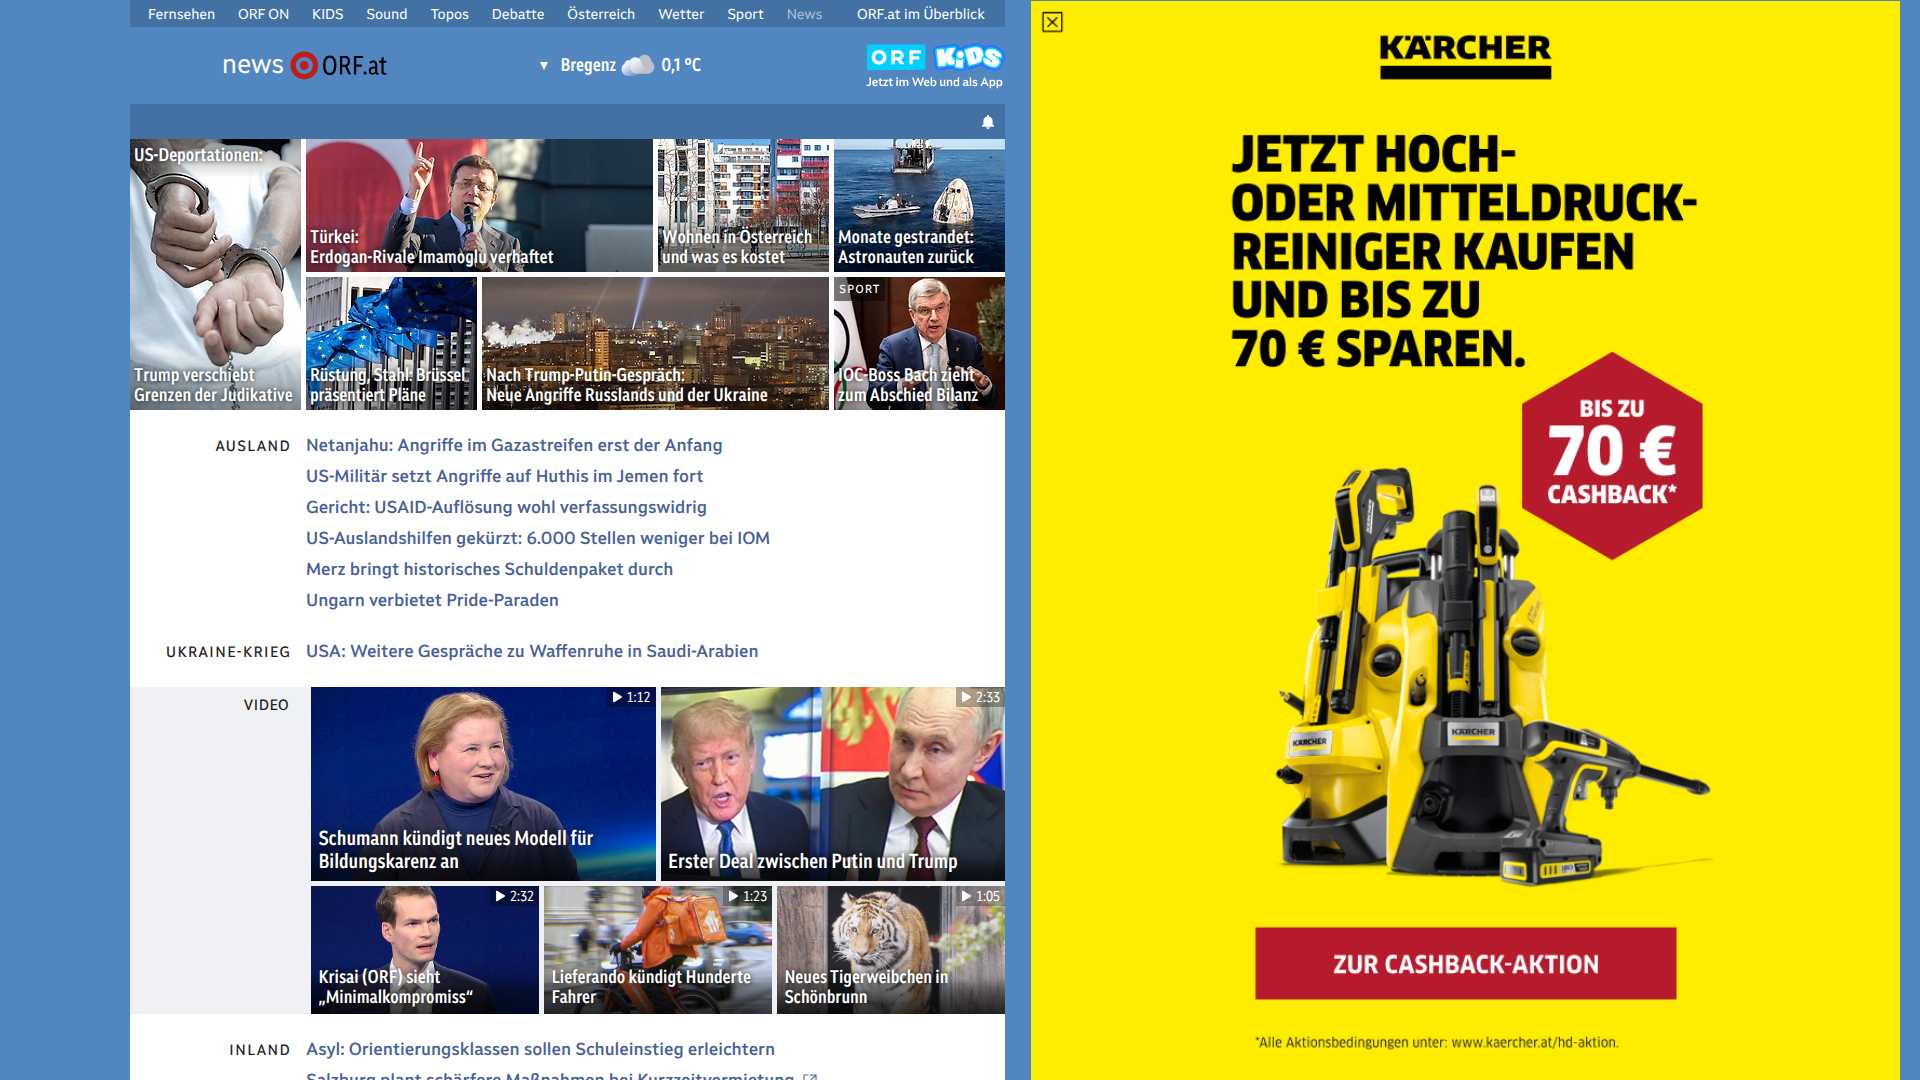 Fernsehen ORF ON KIDS Sound Topos Debatte Österreich Wetter Sport News ORF.at im Überblick
news ORF.at
Bregenz 0,1 °C
ORF KiDS
Jetzt im Web und als App
US-Deportationen:
Trump verschiebt
Grenzen der Judikative
Türkei:
Erdogan-Rivale Imamoglu verhaftet
Wohnen in Österreich
und was es kostet
Monate gestrandet:
Astronauten zurück
Rüstung, Stahl: Brüssel
präsentiert Pläne
Nach Trump-Putin-Gespräch:
Neue Angriffe Russlands und der Ukraine
SPORT
IOC-Boss Bach zieht
zum Abschied Bilanz
AUSLAND
Netanjahu: Angriffe im Gazastreifen erst der Anfang
US-Militär setzt Angriffe auf Huthis im Jemen fort
Gericht: USAID-Auflösung wohl verfassungswidrig
US-Auslandshilfen gekürzt: 6.000 Stellen weniger bei IOM
Merz bringt historisches Schuldenpaket durch
Ungarn verbietet Pride-Paraden
UKRAINE-KRIEG
USA: Weitere Gespräche zu Waffenruhe in Saudi-Arabien
VIDEO
1:12
Schumann kündigt neues Modell für
Bildungskarenz an
2:33
Erster Deal zwischen Putin und Trump
2:32
Krisai (ORF) sieht
„Minimalkompromiss“
1:23
Lieferando kündigt Hunderte
Fahrer
1:05
Neues Tigerweibchen in
Schönbrunn
INLAND
Asyl: Orientierungsklassen sollen Schuleinstieg erleichtern
Salzburg plant schärfere Maßnahmen bei Kurzzeitvermietung
KÄRCHER
JETZT HOCH-
ODER MITTELDRUCK-
REINIGER KAUFEN
UND BIS ZU
70 € SPAREN.
BIS ZU
70 €
CASHBACK*
KÄRCHER
KÄRCHER
ZUR CASHBACK-AKTION
*Alle Aktionsbedingungen unter: www.kaercher.at/hd-aktion.